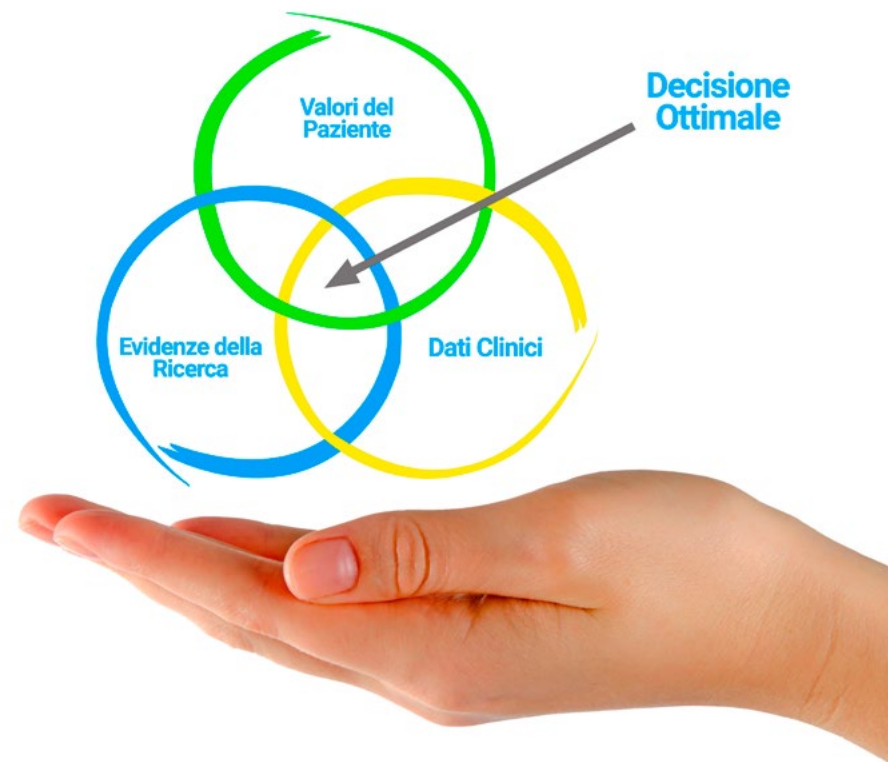 Valori del
Paziente
Decisione
Ottimale
Evidenze della
Ricerca
Dati Clinici